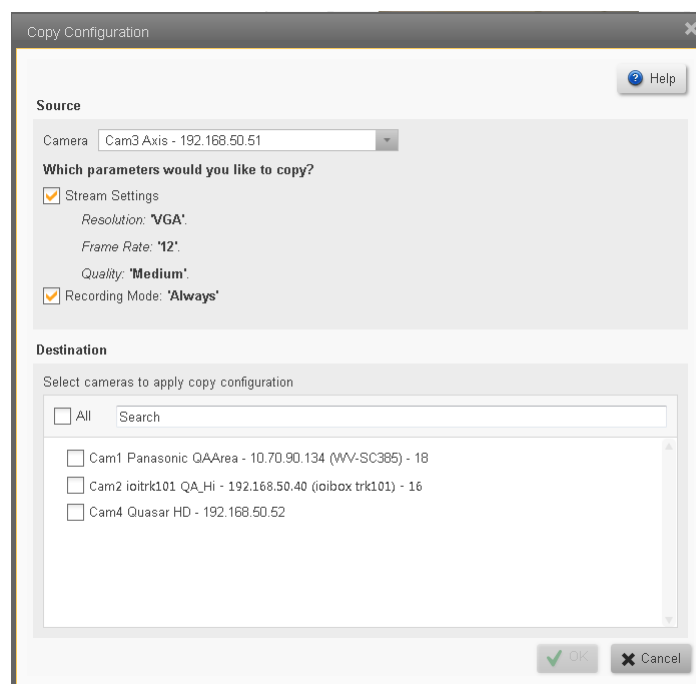 Copy Configuration
Help
Source
Camera Cam3 Axis - 192.168.50.51
Which parameters would you like to copy?
Stream Settings
Resolution: 'VGA'.
Frame Rate: '12'.
Quality: 'Medium'.
Recording Mode: 'Always'
Destination
Select cameras to apply copy configuration
All Search
Cam1 Panasonic QAArea - 10.70.90.134 (WV-SC385) - 18
Cam2 ioitrk101 QA_Hi - 192.168.50.40 (ioibox trk101) - 16
Cam4 Quasar HD - 192.168.50.52
OK Cancel